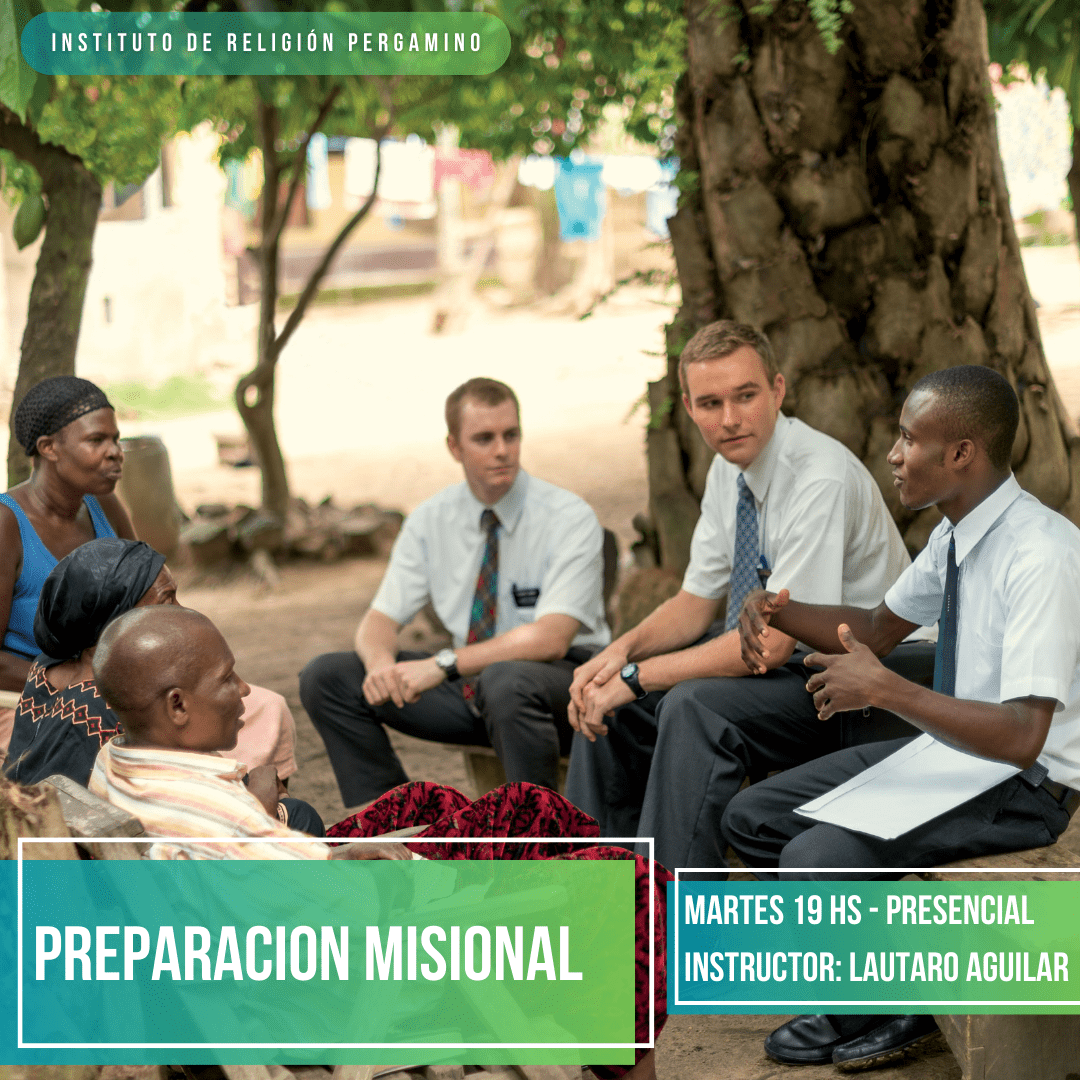 INSTITUTO DE RELIGIÓN PERGAMINO
PREPARACION MISIONAL
MARTES 19 HS - PRESENCIAL
INSTRUCTOR: LAUTARO AGUILAR